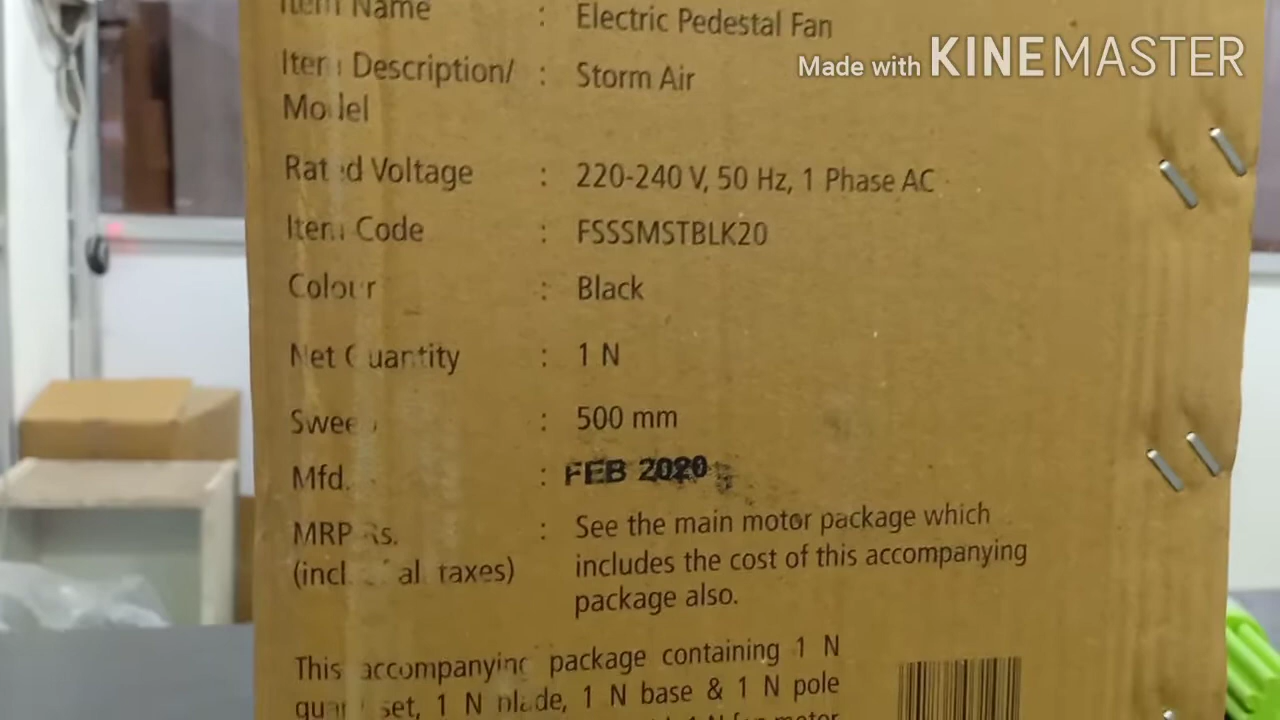 Item Name : Electric Pedestal Fan
Made with KINEMASTER
Item Description/ : Storm Air
Model
Rated Voltage : 220-240 V, 50 Hz, 1 Phase AC
Item Code : FSSSMSTBLK20
Colour : Black
Net Quantity : 1 N
Sweep : 500 mm
Mfd. : FEB 2020
MRP Rs. : See the main motor package which
(incl. of all taxes) includes the cost of this accompanying
package also.
This accompanying package containing 1 N
guard set, 1 N blade, 1 N base & 1 N pole
1 N fan motor